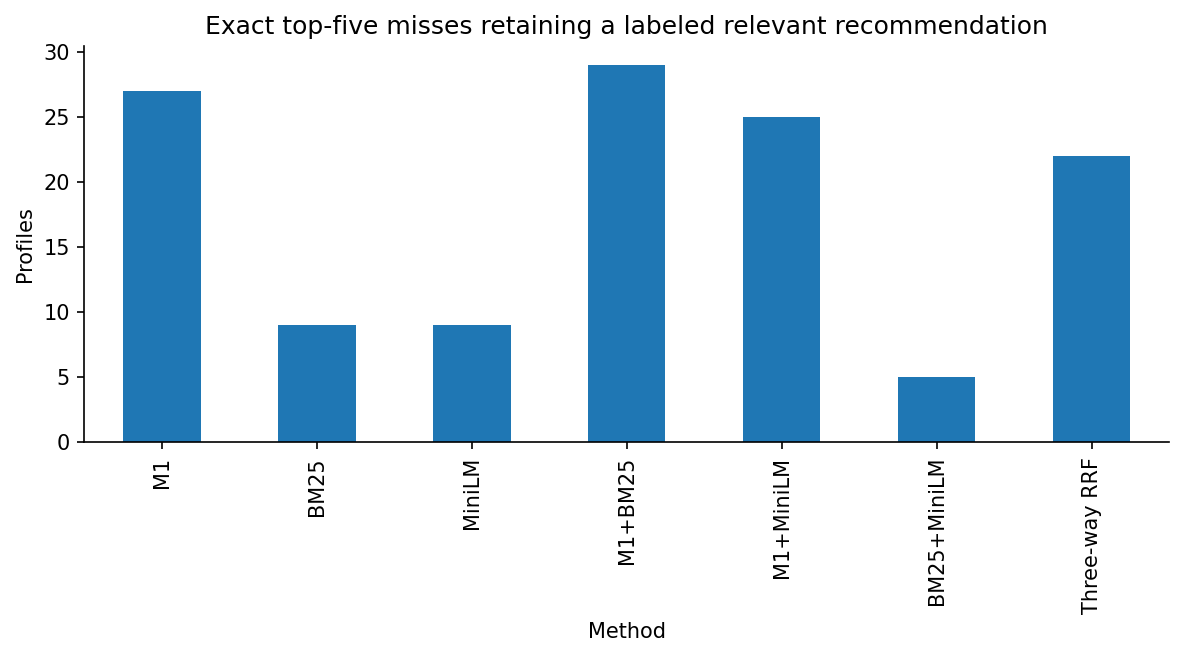 Exact top-five misses retaining a labeled relevant recommendation
30
25
20
15
10
5
0
Profiles
M1
BM25
MiniLM
M1+BM25
M1+MiniLM
BM25+MiniLM
Three-way RRF
Method